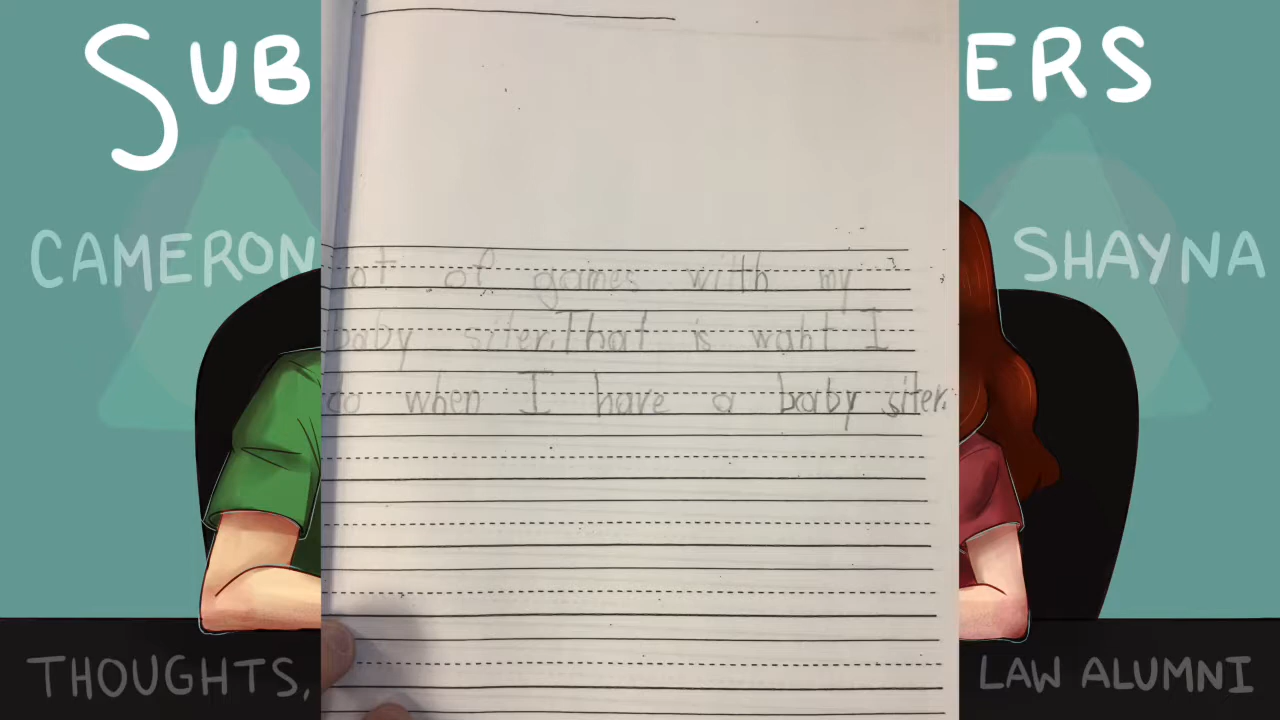 SUB ERS
CAMERON SHAYNA
ot of games with my
baby siter. That is waht I
do when I have a baby siter.
THOUGHTS, LAW ALUMNI